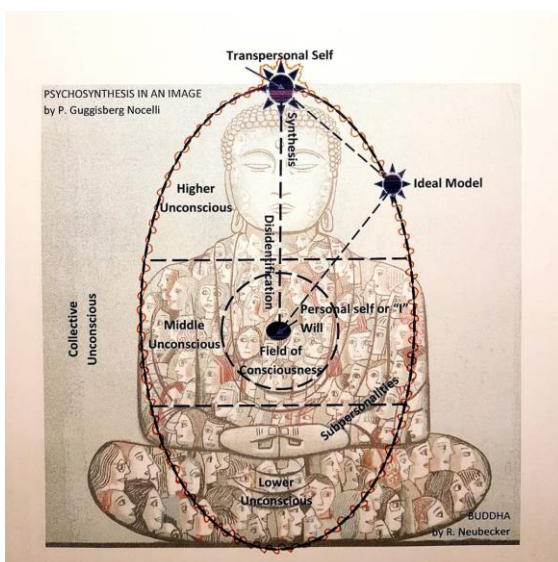 Transpersonal Self
PSYCHOSYNTHESIS IN AN IMAGE
by P. Guggisberg Nocelli
Synthesis
Ideal Model
Higher
Unconscious
Disidentification
Collective
Unconscious
Personal self or "I"
Will
Middle
Unconscious
Field of
Consciousness
Subpersonalities
Lower
Unconscious
BUDDHA
by R. Neubecker